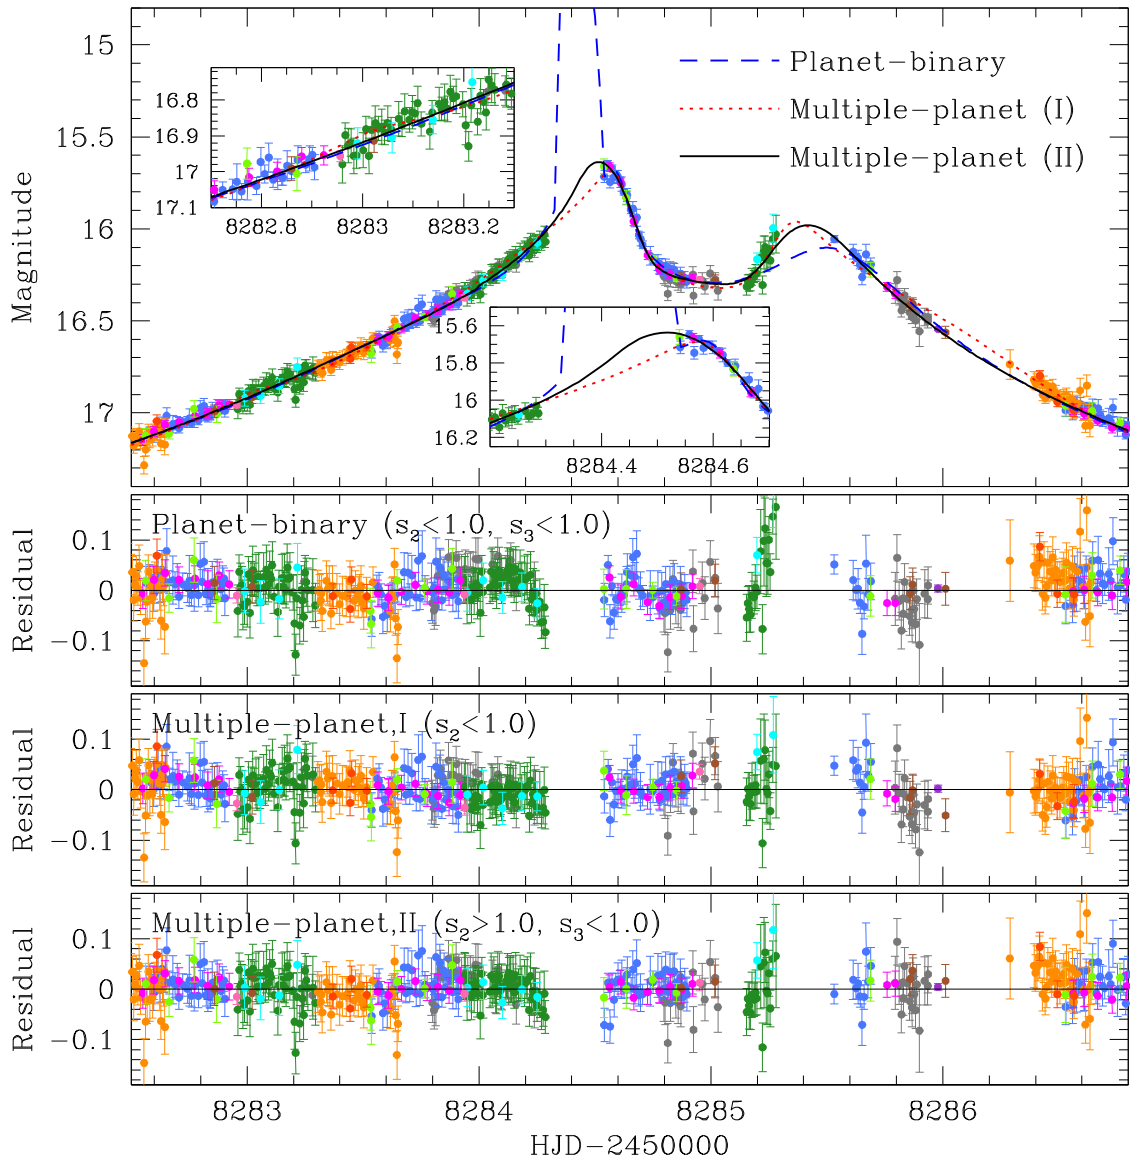 15
15.5
16
16.5
17
Magnitude
Planet-binary
Multiple-planet (I)
Multiple-planet (II)
16.8
16.9
17
17.1
8282.8
8283
8283.2
15.6
15.8
16
16.2
8284.4
8284.6
Planet-binary (s2<1.0, s3<1.0)
0.1
0
-0.1
Residual
Multiple-planet,I (s2<1.0)
0.1
0
-0.1
Residual
Multiple-planet,II (s2>1.0, s3<1.0)
0.1
0
-0.1
Residual
8283
8284
8285
8286
HJD-2450000